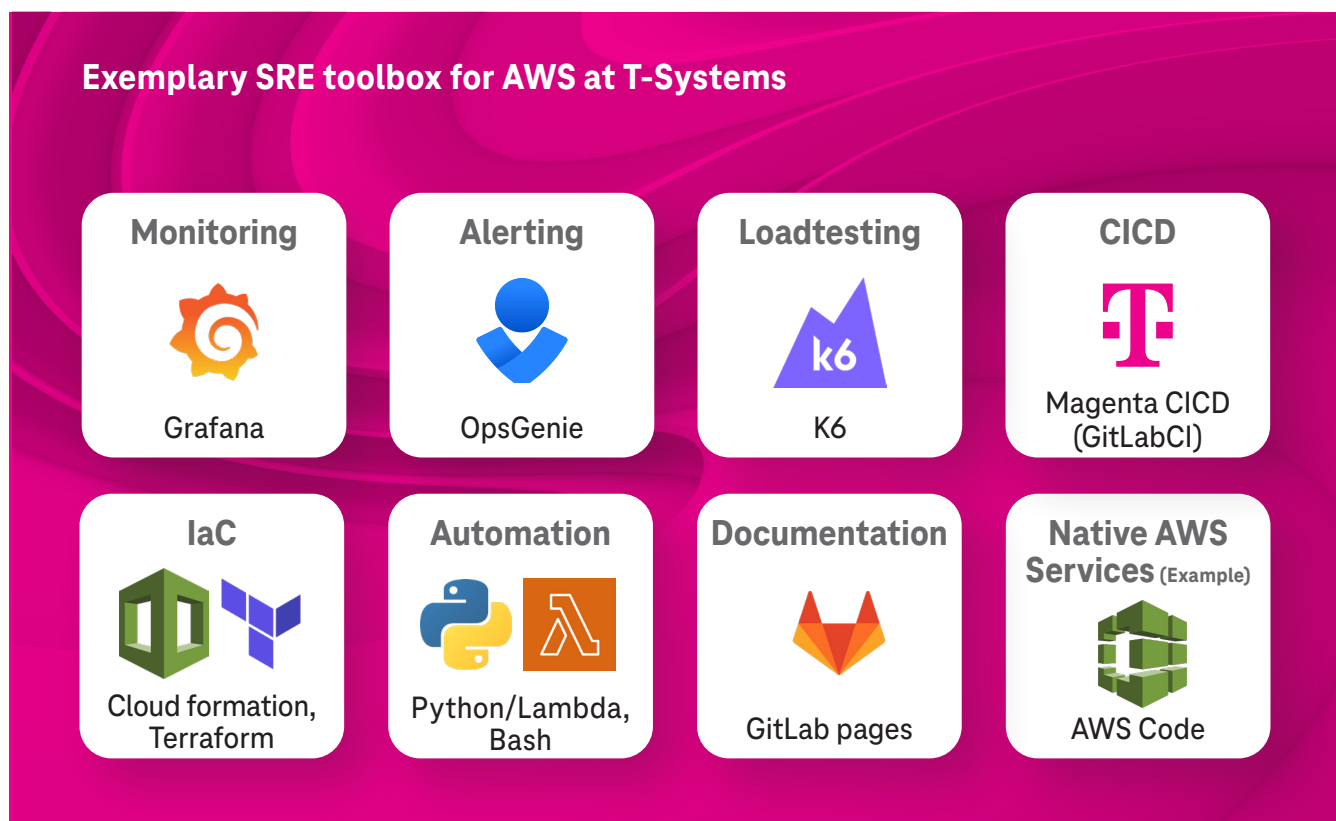 Exemplary SRE toolbox for AWS at T-Systems
Monitoring
Grafana
Alerting
OpsGenie
Loadtesting
k6
K6
CICD
T
Magenta CICD
(GitLabCI)
IaC
Cloud formation,
Terraform
Automation
Python/Lambda,
Bash
Documentation
GitLab pages
Native AWS
Services (Example)
AWS Code